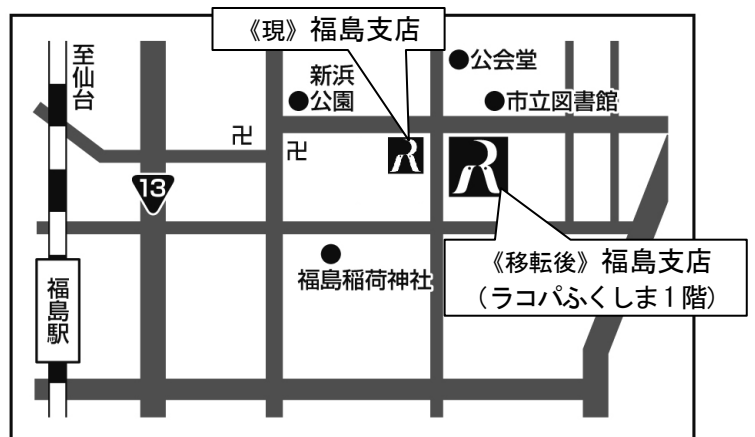 《現》福島支店
至仙台
新浜
公園
●公会堂
●市立図書館
卍
卍
13
福島稲荷神社
《移転後》福島支店
（ラコパふくしま1階）
福島駅